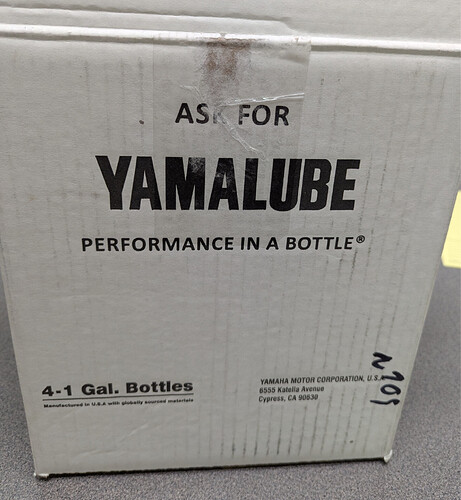 ASK FOR
YAMALUBE
PERFORMANCE IN A BOTTLE®
4-1 Gal. Bottles
Manufactured in U.S.A with globally sourced materials
YAMAHA MOTOR CORPORATION, U.S.A
6555 Katella Avenue
Cypress, CA 90630